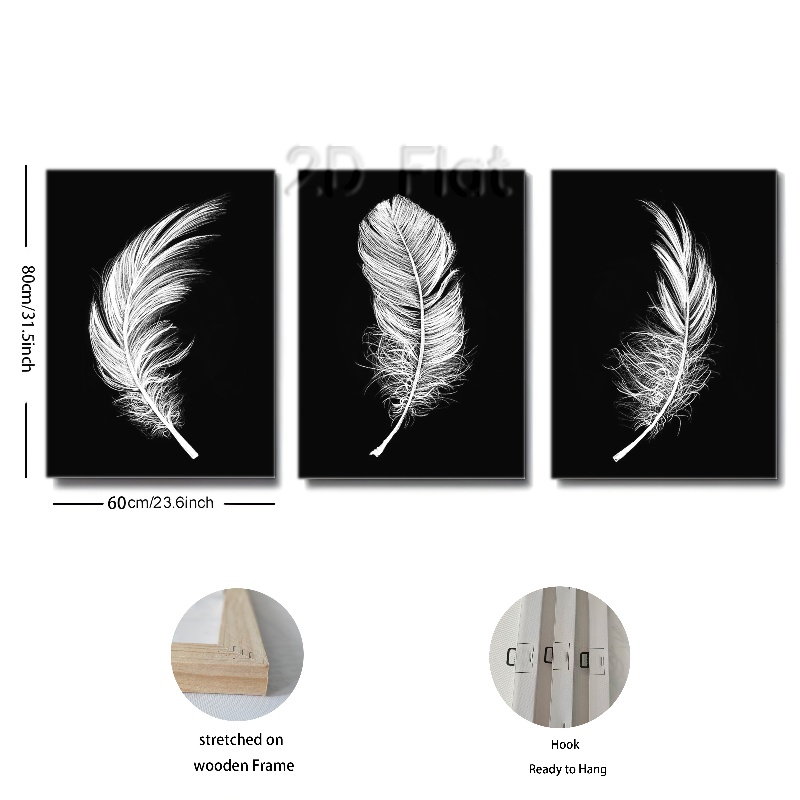 2D Flat
80cm/31.5inch
60cm/23.6inch
stretched on
wooden Frame
Hook
Ready to Hang